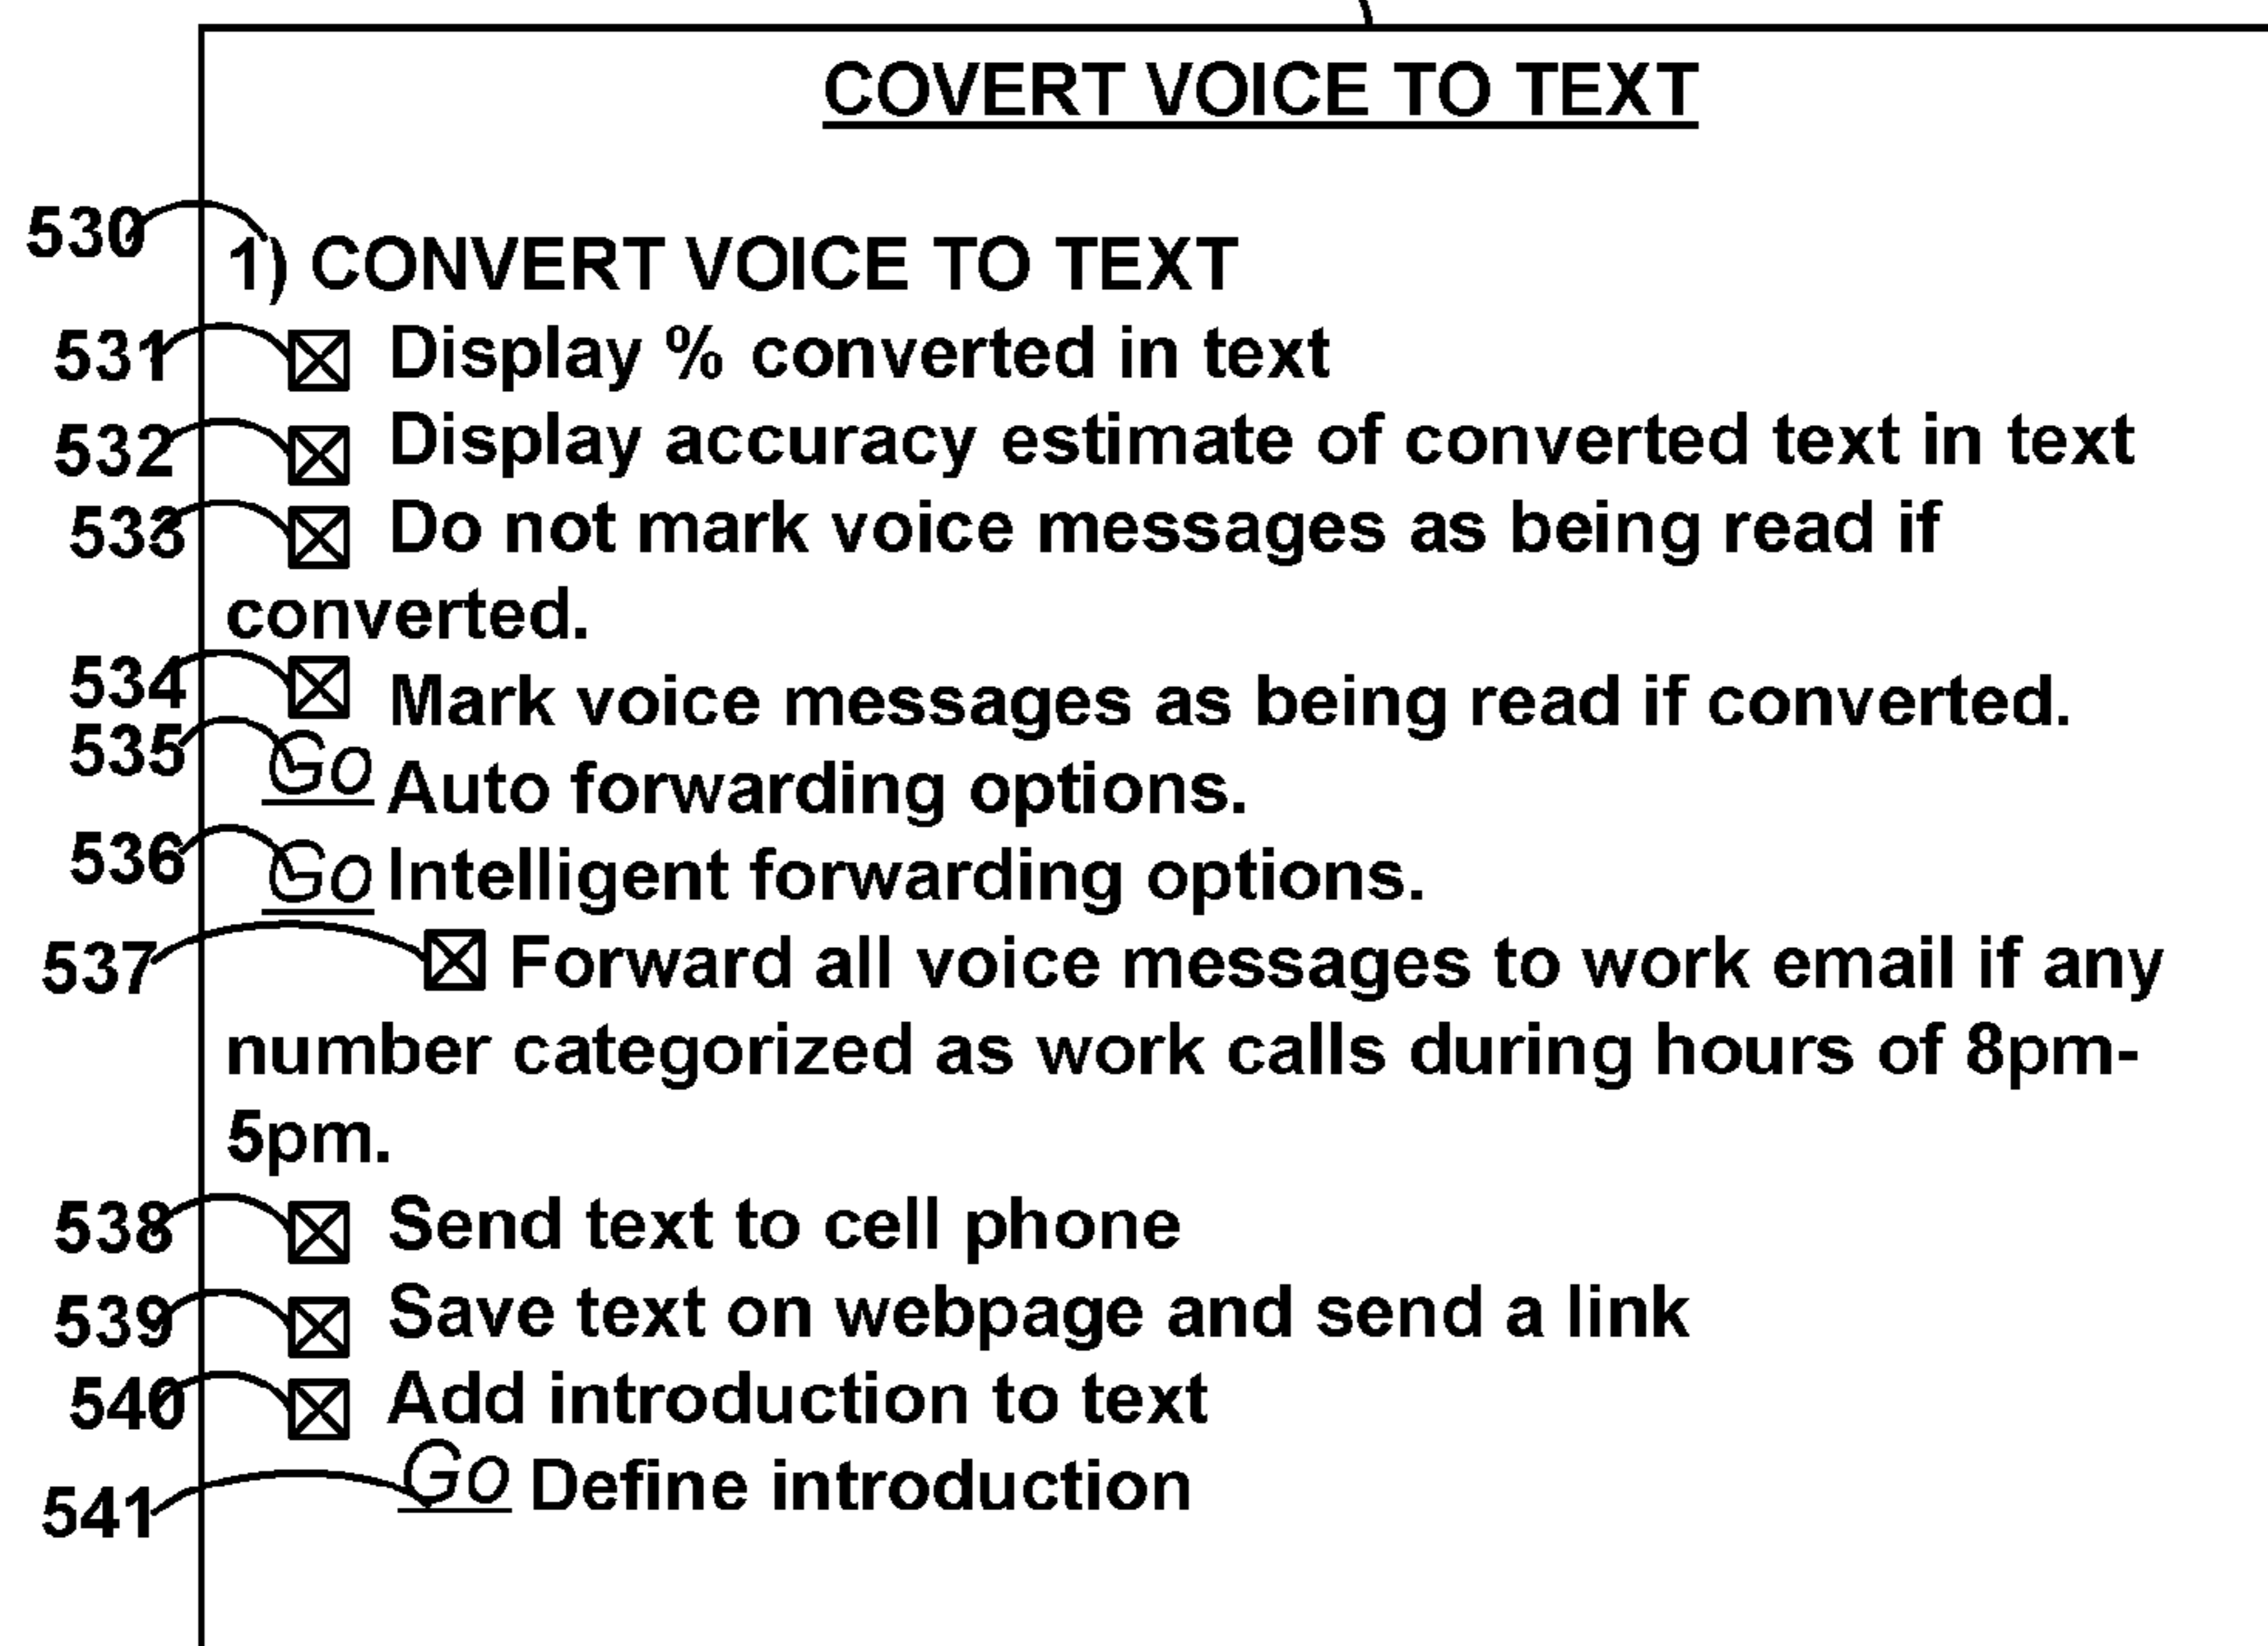 COVERT VOICE TO TEXT
530 1) CONVERT VOICE TO TEXT
531 Display % converted in text
532 Display accuracy estimate of converted text in text
533 Do not mark voice messages as being read if
converted.
534 Mark voice messages as being read if converted.
535 Go Auto forwarding options.
536 Go Intelligent forwarding options.
537 Forward all voice messages to work email if any
number categorized as work calls during hours of 8pm-
5pm.
538 Send text to cell phone
539 Save text on webpage and send a link
540 Add introduction to text
541 Go Define introduction